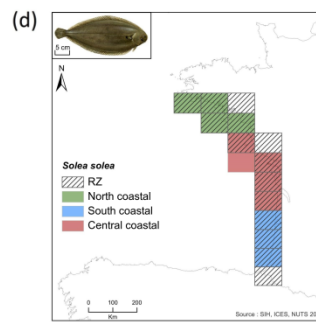 (d)
5 cm
N
Solea solea
RZ
North coastal
South coastal
Central coastal
0 100 200
Km
Source : SIH, ICES, NUTS 20